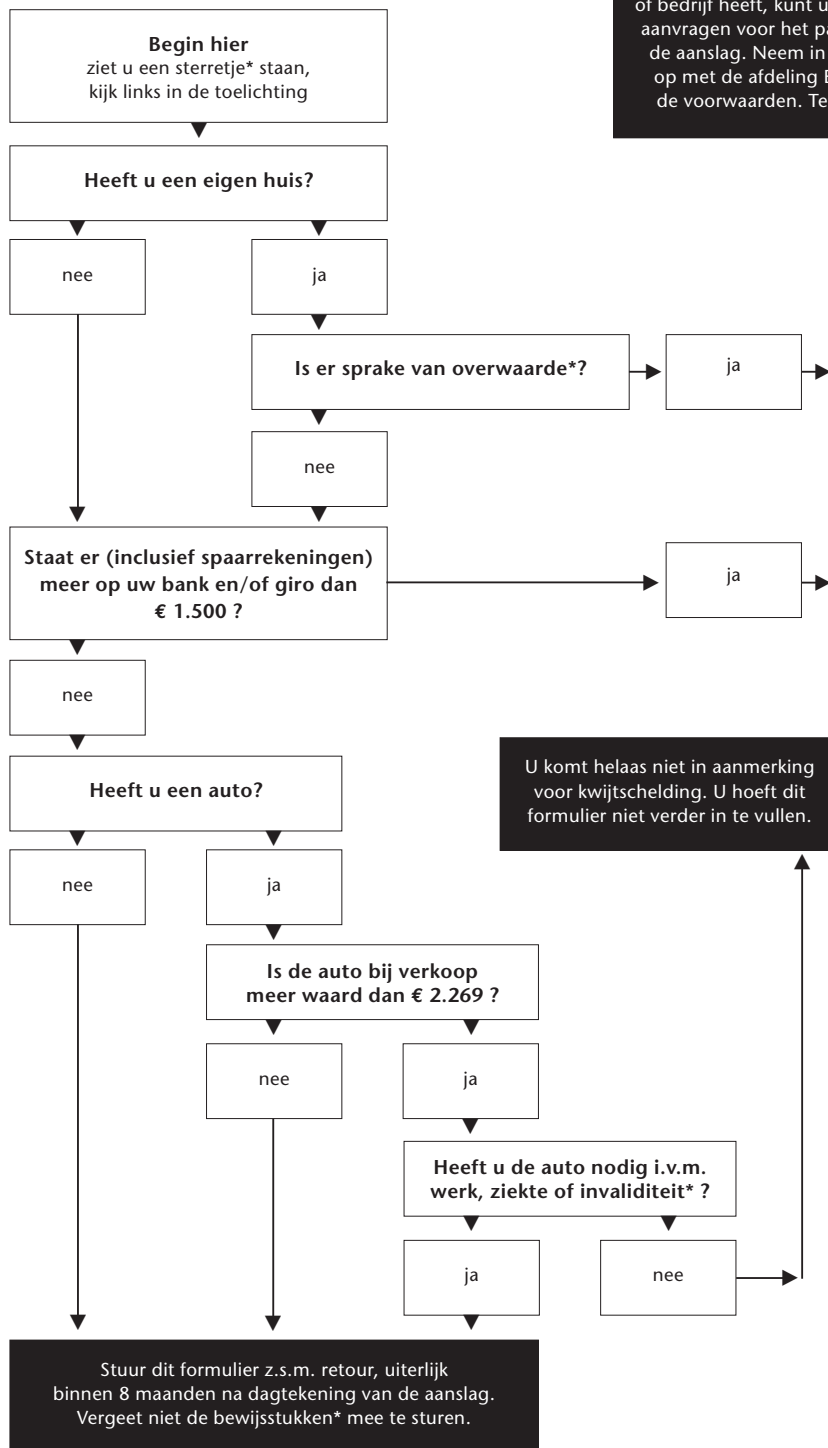 of bedrijf heeft, kunt u
aanvragen voor het pa
de aanslag. Neem in
op met de afdeling
de voorwaarden. Te
Begin hier
ziet u een sterretje* staan,
kijk links in de toelichting
Heeft u een eigen huis?
nee
ja
Is er sprake van overwaarde*?
ja
nee
Staat er (inclusief spaarrekeningen)
meer op uw bank en/of giro dan
€ 1.500 ?
ja
nee
Heeft u een auto?
U komt helaas niet in aanmerking
voor kwijtschelding. U hoeft dit
formulier niet verder in te vullen.
nee
ja
Is de auto bij verkoop
meer waard dan € 2.269 ?
nee
ja
Heeft u de auto nodig i.v.m.
werk, ziekte of invaliditeit* ?
ja
nee
Stuur dit formulier z.s.m. retour, uiterlijk
binnen 8 maanden na dagtekening van de aanslag.
Vergeet niet de bewijsstukken* mee te sturen.